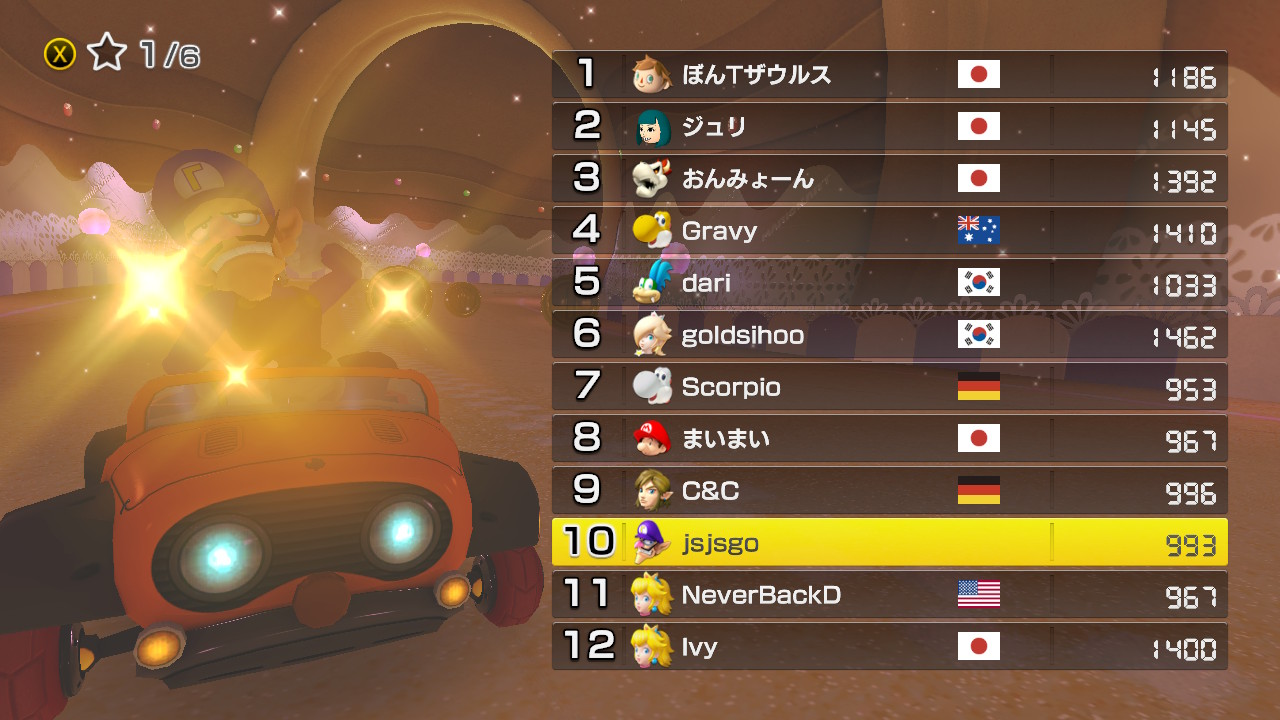 X 1/6
1 ぼんTザウルス 1186
2 ジュリ 1145
3 おんみょーん 1392
4 Gravy 1410
5 dari 1033
6 goldsihoo 1462
7 Scorpio 953
8 まいまい 967
9 C&C 996
10 jsjsgo 993
11 NeverBackD 967
12 Ivy 1400